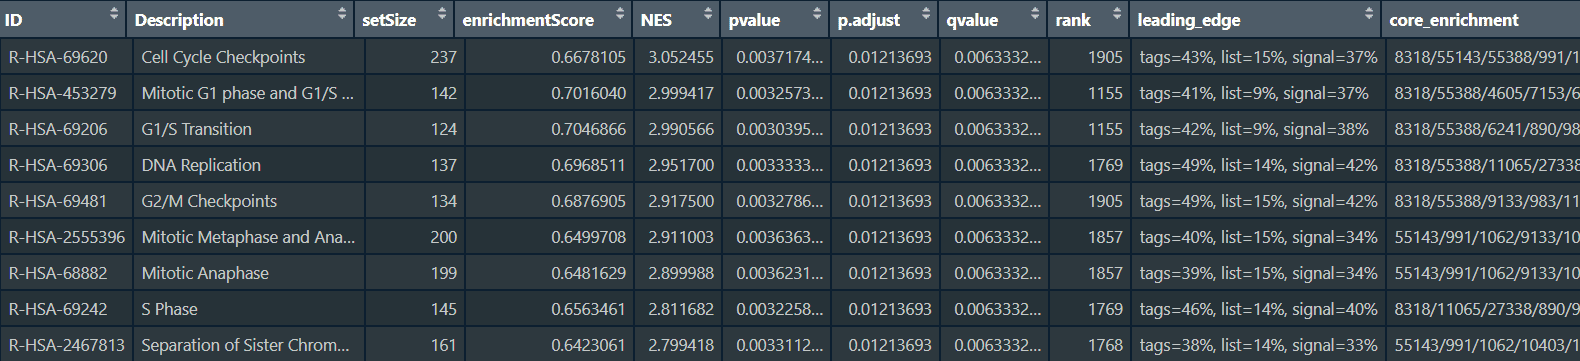 ID Description setSize enrichmentScore NES pvalue p.adjust qvalue rank leading_edge core_enrichment
R-HSA-69620 Cell Cycle Checkpoints 237 0.6678105 3.052455 0.0037174... 0.01213693 0.0063332... 1905 tags=43%, list=15%, signal=37% 8318/55143/55388/991/1
R-HSA-453279 Mitotic G1 phase and G1/S ... 142 0.7016040 2.999417 0.0032573... 0.01213693 0.0063332... 1155 tags=41%, list=9%, signal=37% 8318/55388/4605/7153/6
R-HSA-69206 G1/S Transition 124 0.7046866 2.990566 0.0030395... 0.01213693 0.0063332... 1155 tags=42%, list=9%, signal=38% 8318/55388/6241/890/98
R-HSA-69306 DNA Replication 137 0.6968511 2.951700 0.0033333... 0.01213693 0.0063332... 1769 tags=49%, list=14%, signal=42% 8318/55388/11065/27338
R-HSA-69481 G2/M Checkpoints 134 0.6876905 2.917500 0.0032786... 0.01213693 0.0063332... 1905 tags=49%, list=15%, signal=42% 8318/55388/9133/983/11
R-HSA-2555396 Mitotic Metaphase and Ana... 200 0.6499708 2.911003 0.0036363... 0.01213693 0.0063332... 1857 tags=40%, list=15%, signal=34% 55143/991/1062/9133/10
R-HSA-68882 Mitotic Anaphase 199 0.6481629 2.899988 0.0036231... 0.01213693 0.0063332... 1857 tags=39%, list=15%, signal=34% 55143/991/1062/9133/10
R-HSA-69242 S Phase 145 0.6563461 2.811682 0.0032258... 0.01213693 0.0063332... 1769 tags=46%, list=14%, signal=40% 8318/11065/27338/890/9
R-HSA-2467813 Separation of Sister Chrom... 161 0.6423061 2.799418 0.0033112... 0.01213693 0.0063332... 1768 tags=38%, list=14%, signal=33% 55143/991/1062/10403/1